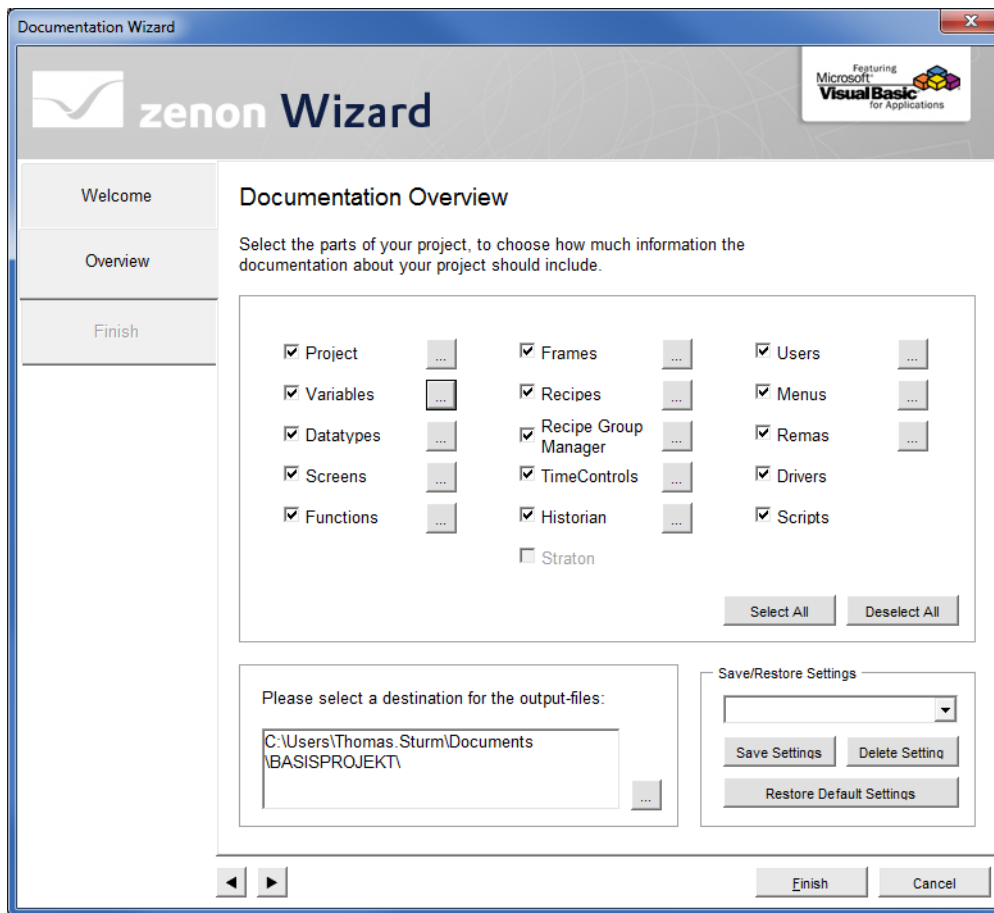 Documentation Wizard
zenon Wizard
Featuring
Microsoft®
Visual Basic®
for Applications
Welcome
Overview
Finish
Documentation Overview
Select the parts of your project, to choose how much information the
documentation about your project should include.
Project ...
Variables ...
Datatypes ...
Screens ...
Functions ...
Frames ...
Recipes ...
Recipe Group
Manager ...
TimeControls ...
Historian ...
Straton
Users ...
Menus ...
Remas ...
Drivers
Scripts
Select All
Deselect All
Please select a destination for the output-files:
C:\Users\Thomas.Sturm\Documents
\BASISPROJEKT\
...
Save/Restore Settings
Save Settings
Delete Setting
Restore Default Settings
Finish
Cancel